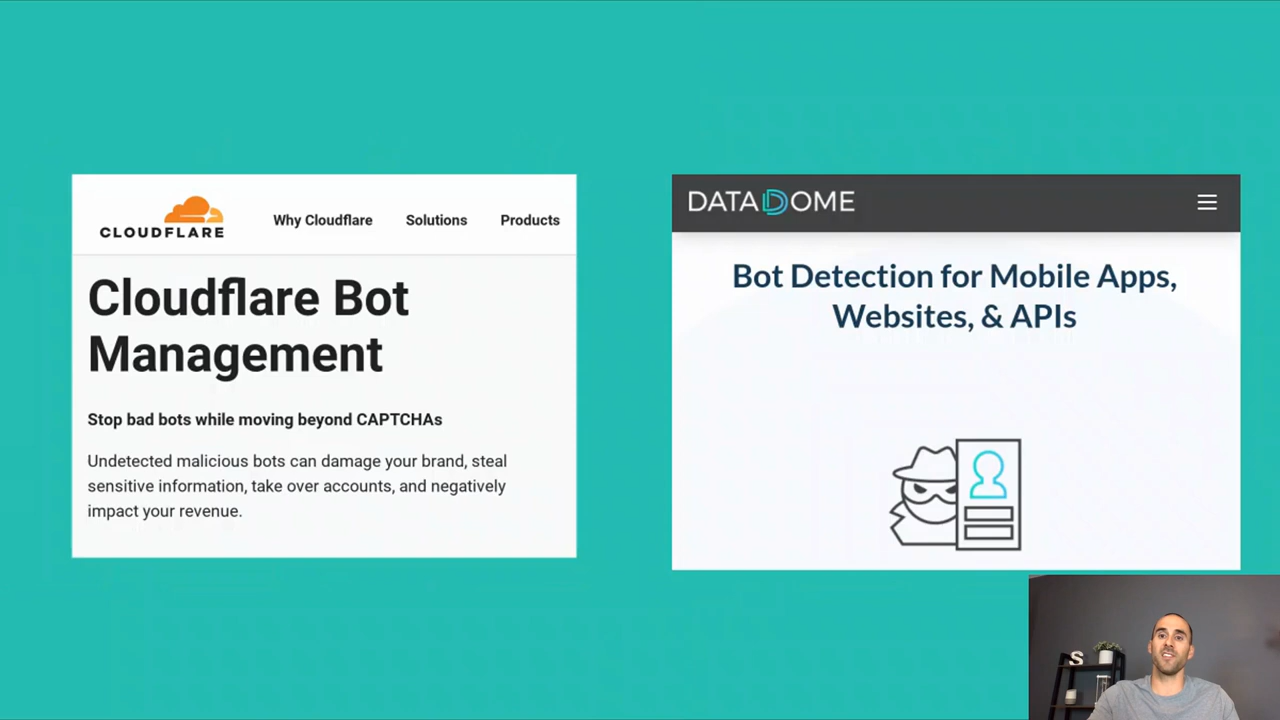 CLOUDFLARE
Why Cloudflare
Solutions
Products
Cloudflare Bot
Management
Stop bad bots while moving beyond CAPTCHAs
Undetected malicious bots can damage your brand, steal
sensitive information, take over accounts, and negatively
impact your revenue.
DATADOME
Bot Detection for Mobile Apps,
Websites, & APIs
S